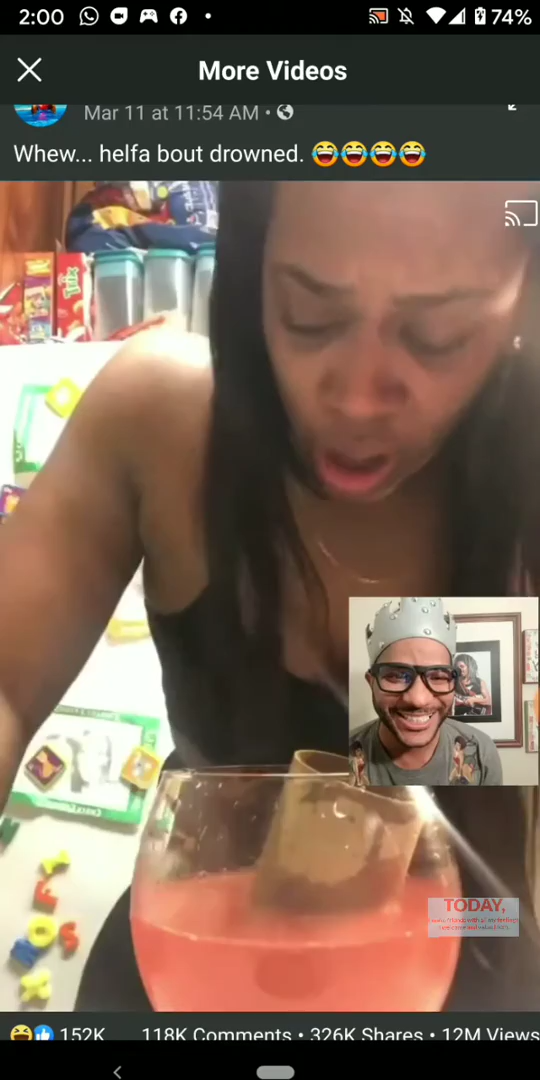 2:00
74%
More Videos
Mar 11 at 11:54 AM •
Whew... helfa bout drowned. 😂😂😂😂
Trix
TODAY,
152K 118K Comments • 326K Shares • 12M Views